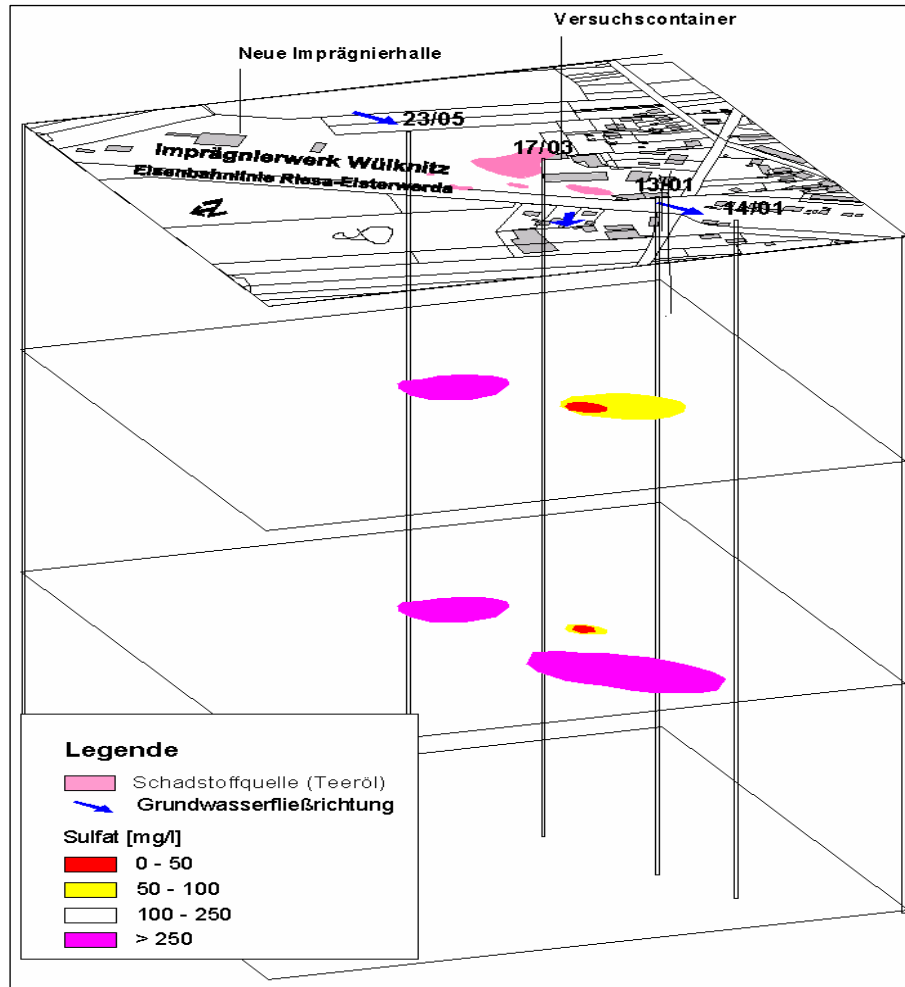 Versuchscontainer
Neue Imprägnierhalle
23/05
17/03
Imprägnierwerk Wülknitz
Eisenbahnlinie Riesa-Elsterwerda
13/01
14/01
N
Legende
Schadstoffquelle (Teeröl)
Grundwasserfließrichtung
Sulfat [mg/l]
0 - 50
50 - 100
100 - 250
> 250